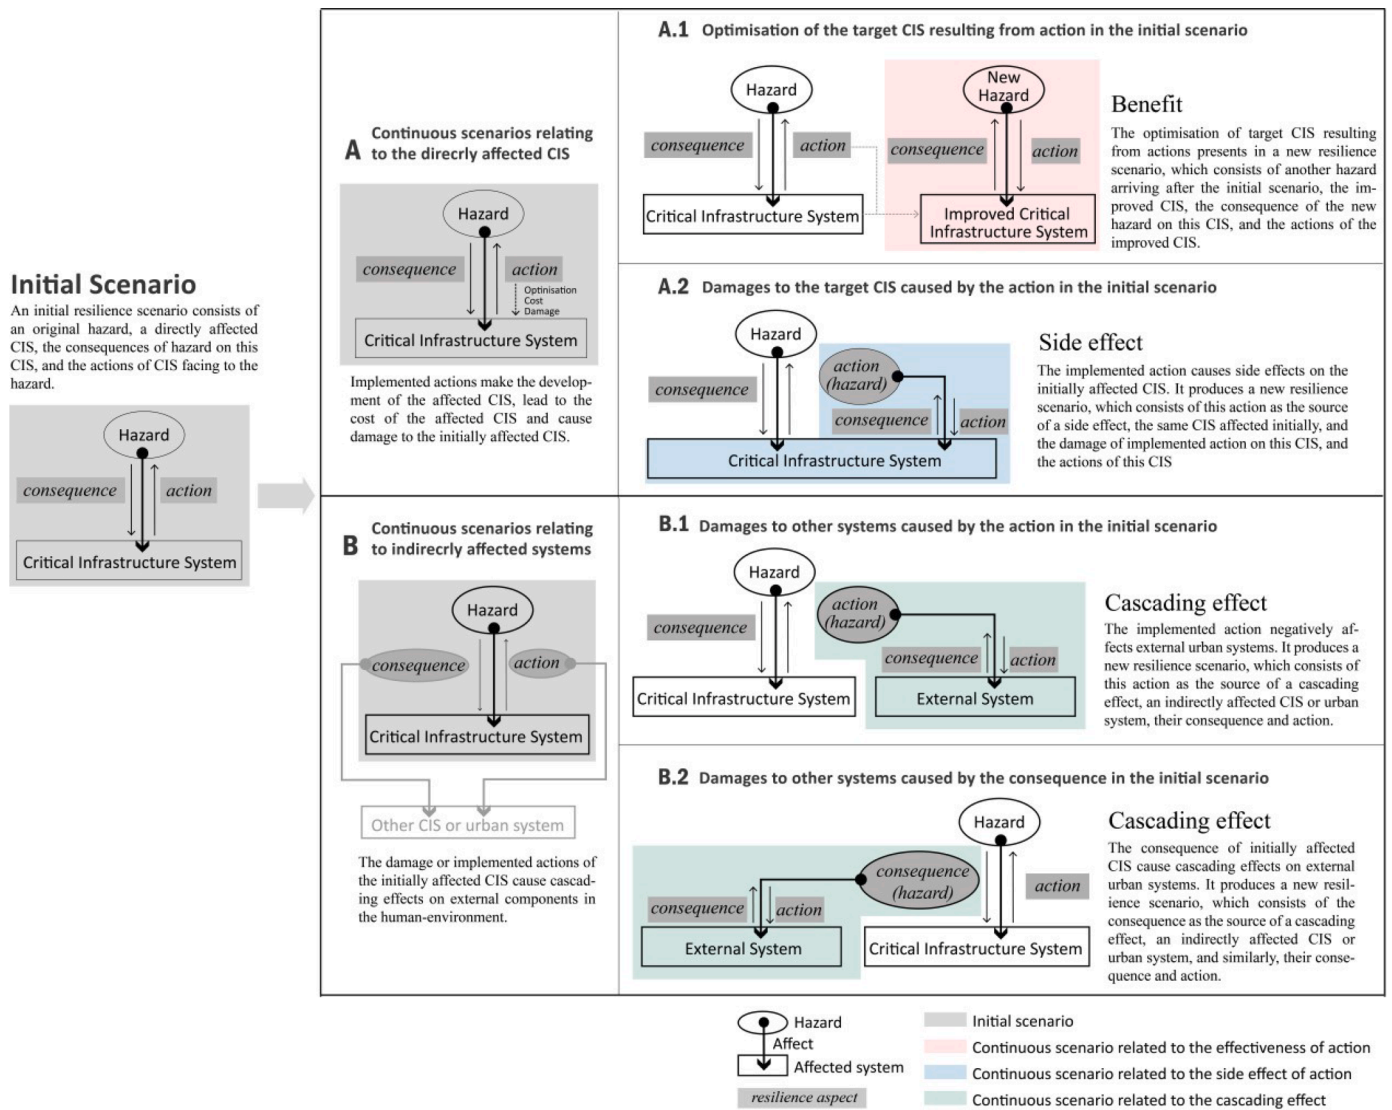 Initial Scenario
An initial resilience scenario consists of
an original hazard, a directly affected
CIS, the consequences of hazard on this
CIS, and the actions of CIS facing to the
hazard.
Hazard
consequence
action
Critical Infrastructure System
A
Continuous scenarios relating
to the direcrly affected CIS
Hazard
consequence
action
Optinisation
Cost
Damage
Critical Infrastructure System
Implemented actions make the develop-
ment of the affected CIS, lead to the
cost of the affected CIS and cause
damage to the initially affected CIS.
A.1 Optimisation of the target CIS resulting from action in the initial scenario
Hazard
consequence
action
Critical Infrastructure System
New
Hazard
consequence
action
Improved Critical
Infrastructure System
Benefit
The optimisation of target CIS resulting
from actions presents in a new resilience
scenario, which consists of another hazard
arriving after the initial scenario, the im-
proved CIS, the consequence of the new
hazard on this CIS, and the actions of the
improved CIS.
A.2 Damages to the target CIS caused by the action in the initial scenario
Hazard
consequence
action
(hazard)
consequence
action
Critical Infrastructure System
Side effect
The implemented action causes side effects on the
initially affected CIS. It produces a new resilience
scenario, which consists of this action as the source
of a side effect, the same CIS affected initially, and
the damage of implemented action on this CIS, and
the actions of this CIS
B
Continuous scenarios relating
to indirecrly affected systems
Hazard
consequence
action
Critical Infrastructure System
Other CIS or urban system
The damage or implemented actions of
the initially affected CIS cause cascad-
ing effects on external components in
the human-environment.
B.1 Damages to other systems caused by the action in the initial scenario
Hazard
consequence
action
(hazard)
consequence
action
Critical Infrastructure System
External System
Cascading effect
The implemented action negatively af-
fects external urban systems. It produces a
new resilience scenario, which consists of
this action as the source of a cascading
effect, an indirectly affected CIS or urban
system, their consequence and action.
B.2 Damages to other systems caused by the consequence in the initial scenario
Hazard
consequence
(hazard)
action
consequence
action
External System
Critical Infrastructure System
Cascading effect
The consequence of initially affected
CIS cause cascading effects on external
urban systems. It produces a new resil-
ience scenario, which consists of the
consequence as the source of a cascading
effect, an indirectly affected CIS or
urban system, and similarly, their conse-
quence and action.
Hazard
Affect
Affected system
resilience aspect
Initial scenario
Continuous scenario related to the effectiveness of action
Continuous scenario related to the side effect of action
Continuous scenario related to the cascading effect